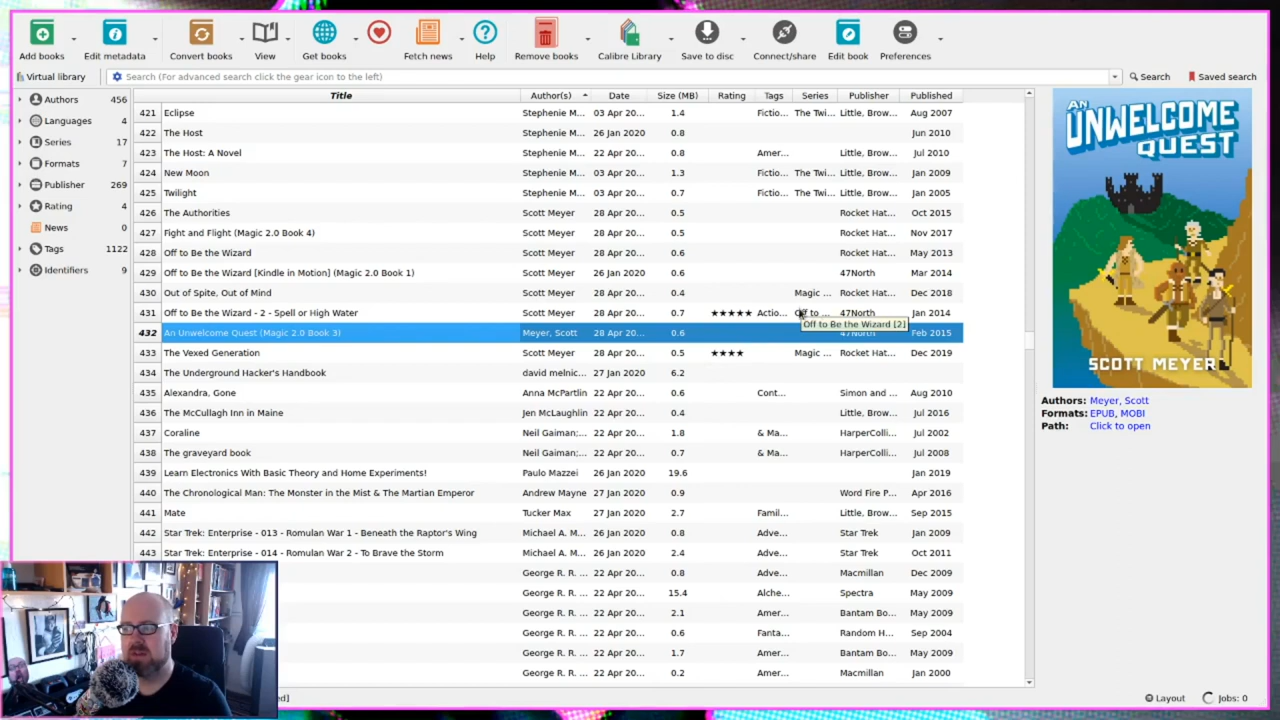 Add books
Edit metadata
Convert books
View
Get books
Fetch news
Help
Remove books
Calibre Library
Save to disc
Connect/share
Edit book
Preferences
Virtual library
Search (For advanced search click the gear icon to the left)
Search
Saved search
Authors 456
Languages 4
Series 17
Formats 7
Publisher 269
Rating 4
News 0
Tags 1122
Identifiers 9
Title Author(s) Date Size (MB) Rating Tags Series Publisher Published
421 Eclipse Stephenie M... 03 Apr 20... 1.4 Fictio... The Twi... Little, Brow... Aug 2007
422 The Host Stephenie M... 26 Jan 2020 0.8 Jun 2010
423 The Host: A Novel Stephenie M... 22 Apr 20... 0.8 Amer... Little, Brow... Jul 2010
424 New Moon Stephenie M... 03 Apr 20... 1.3 Fictio... The Twi... Little, Brow... Jan 2009
425 Twilight Stephenie M... 03 Apr 20... 0.7 Fictio... The Twi... Little, Brow... Jan 2005
426 The Authorities Scott Meyer 28 Apr 20... 0.5 Rocket Hat... Oct 2015
427 Fight and Flight (Magic 2.0 Book 4) Scott Meyer 28 Apr 20... 0.6 Rocket Hat... Nov 2017
428 Off to Be the Wizard Scott Meyer 28 Apr 20... 0.6 Rocket Hat... May 2013
429 Off to Be the Wizard [Kindle in Motion] (Magic 2.0 Book 1) Scott Meyer 26 Jan 2020 0.6 47North Mar 2014
430 Out of Spite, Out of Mind Scott Meyer 28 Apr 20... 0.4 Magic ... Rocket Hat... Dec 2018
431 Off to Be the Wizard - 2 - Spell or High Water Scott Meyer 28 Apr 20... 0.7 ★★★★★ Actio... Off to ... 47North Jan 2014
Off to Be the Wizard [2]
432 An Unwelcome Quest (Magic 2.0 Book 3) Meyer, Scott 28 Apr 20... 0.6 47North Feb 2015
433 The Vexed Generation Scott Meyer 28 Apr 20... 0.5 ★★★★ Magic ... Rocket Hat... Dec 2019
434 The Underground Hacker's Handbook david melnic... 27 Jan 2020 6.2
435 Alexandra, Gone Anna McPartlin 22 Apr 20... 0.6 Cont... Simon and ... Aug 2010
436 The McCullagh Inn in Maine Jen McLaughlin 22 Apr 20... 0.4 Little, Brow... Jul 2016
437 Coraline Neil Gaiman;... 22 Apr 20... 1.8 & Ma... HarperColli... Jul 2002
438 The graveyard book Neil Gaiman;... 22 Apr 20... 0.7 & Ma... HarperColli... Jul 2008
439 Learn Electronics With Basic Theory and Home Experiments! Paulo Mazzei 26 Jan 2020 19.6 Jan 2019
440 The Chronological Man: The Monster in the Mist & The Martian Emperor Andrew Mayne 27 Jan 2020 0.9 Word Fire P... Apr 2016
441 Mate Tucker Max 27 Jan 2020 2.7 Famil... Little, Brow... Sep 2015
442 Star Trek: Enterprise - 013 - Romulan War 1 - Beneath the Raptor's Wing Michael A. M... 26 Jan 2020 0.8 Adve... Star Trek Jan 2009
443 Star Trek: Enterprise - 014 - Romulan War 2 - To Brave the Storm Michael A. M... 26 Jan 2020 2.4 Adve... Star Trek Oct 2011
George R. R. ... 22 Apr 20... 0.8 Adve... Macmillan Dec 2009
George R. R. ... 22 Apr 20... 15.4 Alche... Spectra May 2009
George R. R. ... 22 Apr 20... 2.1 Amer... Bantam Bo... May 2009
George R. R. ... 22 Apr 20... 0.6 Fanta... Random H... Sep 2004
George R. R. ... 22 Apr 20... 1.7 Amer... Bantam Bo... May 2009
George R. R. ... 22 Apr 20... 0.2 Amer... Macmillan Jan 2000
AN
UNWELCOME
QUEST
SCOTT MEYER
Authors: Meyer, Scott
Formats: EPUB, MOBI
Path: Click to open
ed]
Layout
Jobs: 0